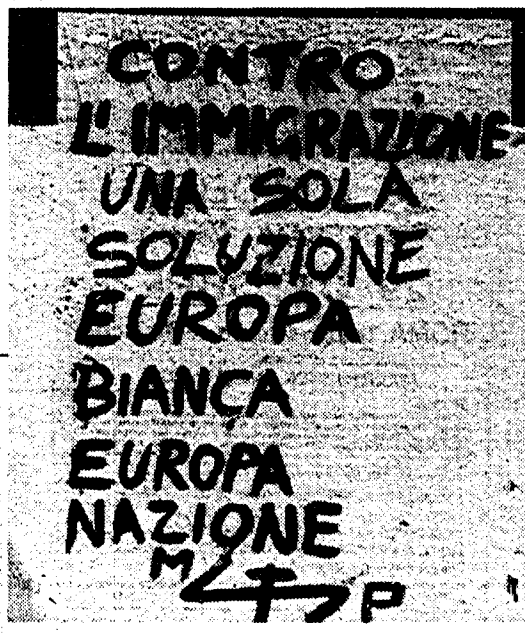 CONTRO
L'IMMIGRAZIONE
UNA SOLA
SOLUZIONE
EUROPA
BIANCA
EUROPA
NAZIONE
M P